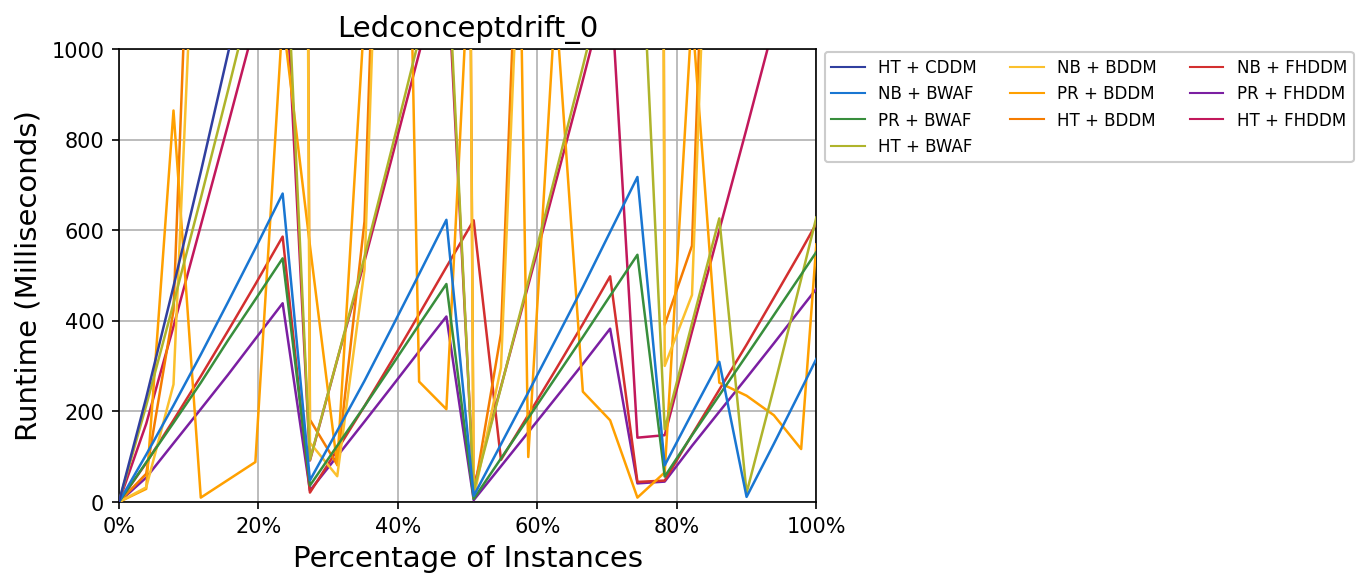 Ledconceptdrift_0
Runtime (Milliseconds)
1000
800
600
400
200
0
0% 20% 40% 60% 80% 100%
Percentage of Instances
HT + CDDM NB + BDDM NB + FHDDM
NB + BWAF PR + BDDM PR + FHDDM
PR + BWAF HT + BDDM HT + FHDDM
HT + BWAF